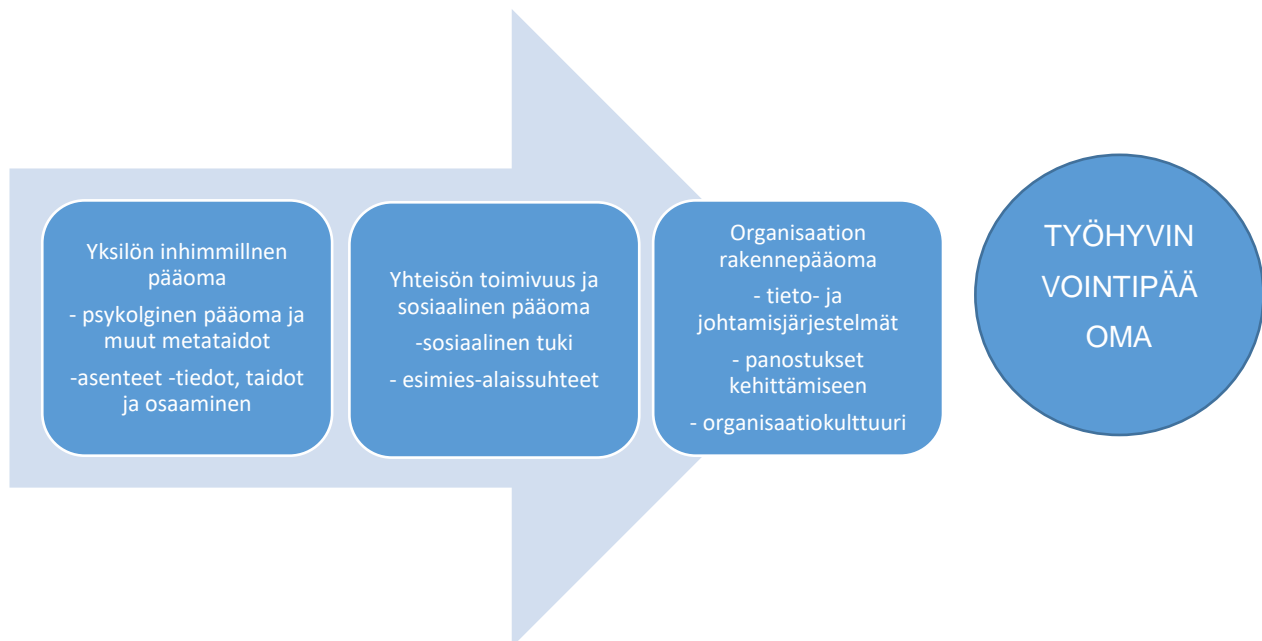 Yksilön inhimillnen
pääoma
- psykolginen pääoma ja
muut metataidot
-asenteet -tiedot, taidot
ja osaaminen
Yhteisön toimivuus ja
sosiaalinen pääoma
-sosiaalinen tuki
- esimies-alaissuhteet
Organisaation
rakennepääoma
- tieto- ja
johtamisjärjestelmät
- panostukset
kehittämiseen
- organisaatiokulttuuri
TYÖHYVIN
VOINTIPÄÄ
OMA